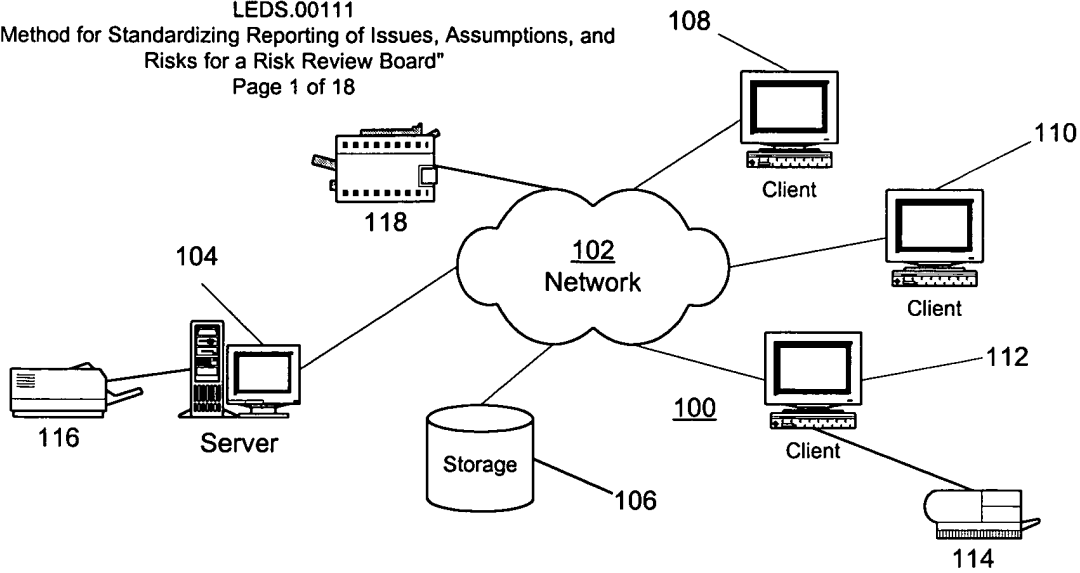 LEDS.00111
Method for Standardizing Reporting of Issues, Assumptions, and
Risks for a Risk Review Board"
Page 1 of 18
108
110
Client
118
104
102
Network
Client
112
116
Server
100
Storage
Client
106
114